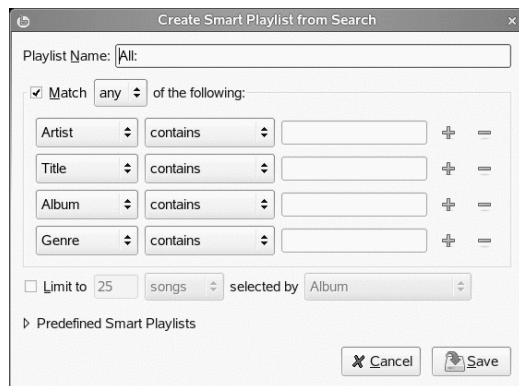 Create Smart Playlist from Search
Playlist Name: All:
Match any of the following:
Artist contains
Title contains
Album contains
Genre contains
Limit to 25 songs selected by Album
Predefined Smart Playlists
Cancel Save